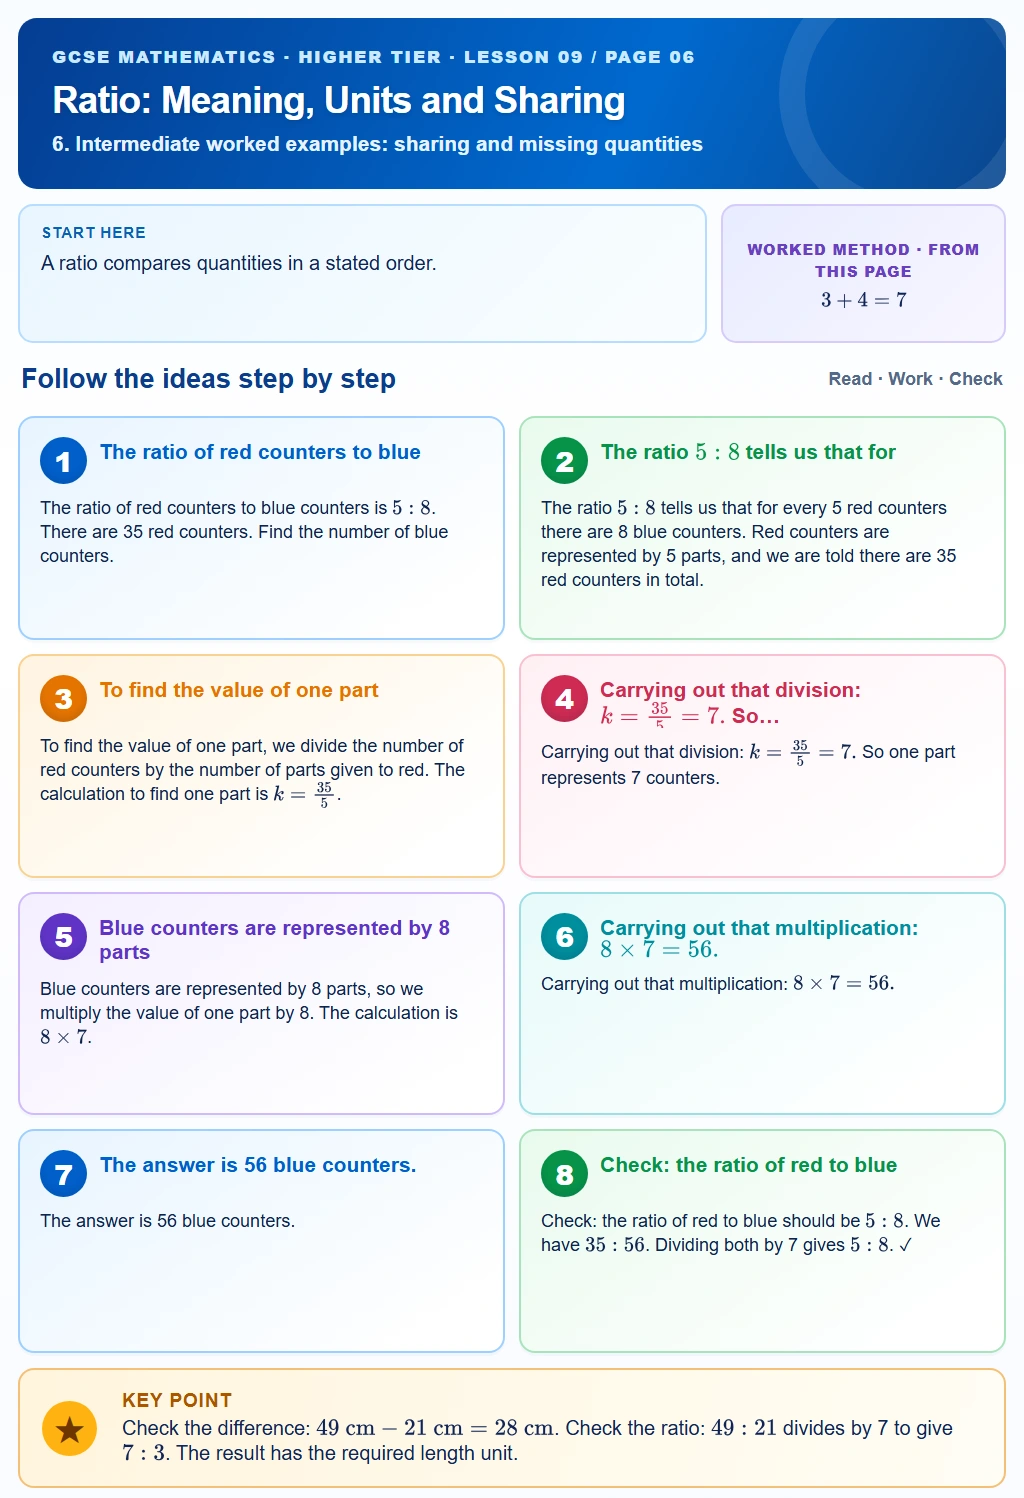 GCSE MATHEMATICS · HIGHER TIER · LESSON 09 / PAGE 06
Ratio: Meaning, Units and Sharing
6. Intermediate worked examples: sharing and missing quantities
START HERE
A ratio compares quantities in a stated order.
WORKED METHOD · FROM
THIS PAGE
3 + 4 = 7
Follow the ideas step by step
Read · Work · Check
1
The ratio of red counters to blue
The ratio of red counters to blue counters is 5 : 8.
There are 35 red counters. Find the number of blue
counters.
2
The ratio 5 : 8 tells us that for
The ratio 5 : 8 tells us that for every 5 red counters
there are 8 blue counters. Red counters are
represented by 5 parts, and we are told there are 35
red counters in total.
3
To find the value of one part
To find the value of one part, we divide the number of
red counters by the number of parts given to red. The
calculation to find one part is k = 35/5.
4
Carrying out that division:
k = 35/5 = 7. So...
Carrying out that division: k = 35/5 = 7. So one part
represents 7 counters.
5
Blue counters are represented by 8
parts
Blue counters are represented by 8 parts, so we
multiply the value of one part by 8. The calculation is
8 × 7.
6
Carrying out that multiplication:
8 × 7 = 56.
Carrying out that multiplication: 8 × 7 = 56.
7
The answer is 56 blue counters.
The answer is 56 blue counters.
8
Check: the ratio of red to blue
Check: the ratio of red to blue should be 5 : 8. We
have 35 : 56. Dividing both by 7 gives 5 : 8. ✓
KEY POINT
Check the difference: 49 cm − 21 cm = 28 cm. Check the ratio: 49 : 21 divides by 7 to give
7 : 3. The result has the required length unit.